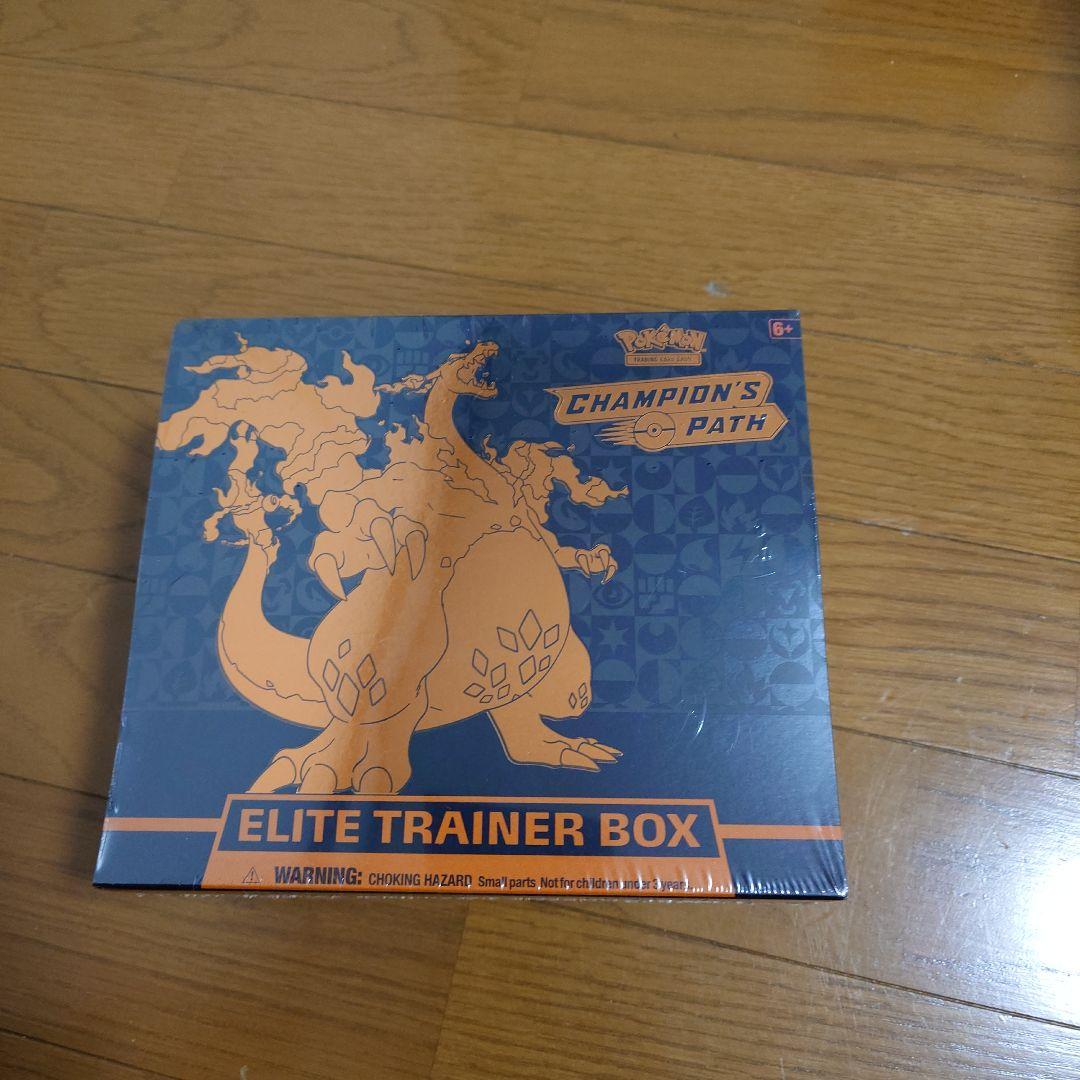 6+
Pokémon
TRADING CARD GAME
CHAMPION'S
PATH
ELITE TRAINER BOX
WARNING: CHOKING HAZARD Small parts. Not for children under 3 years.